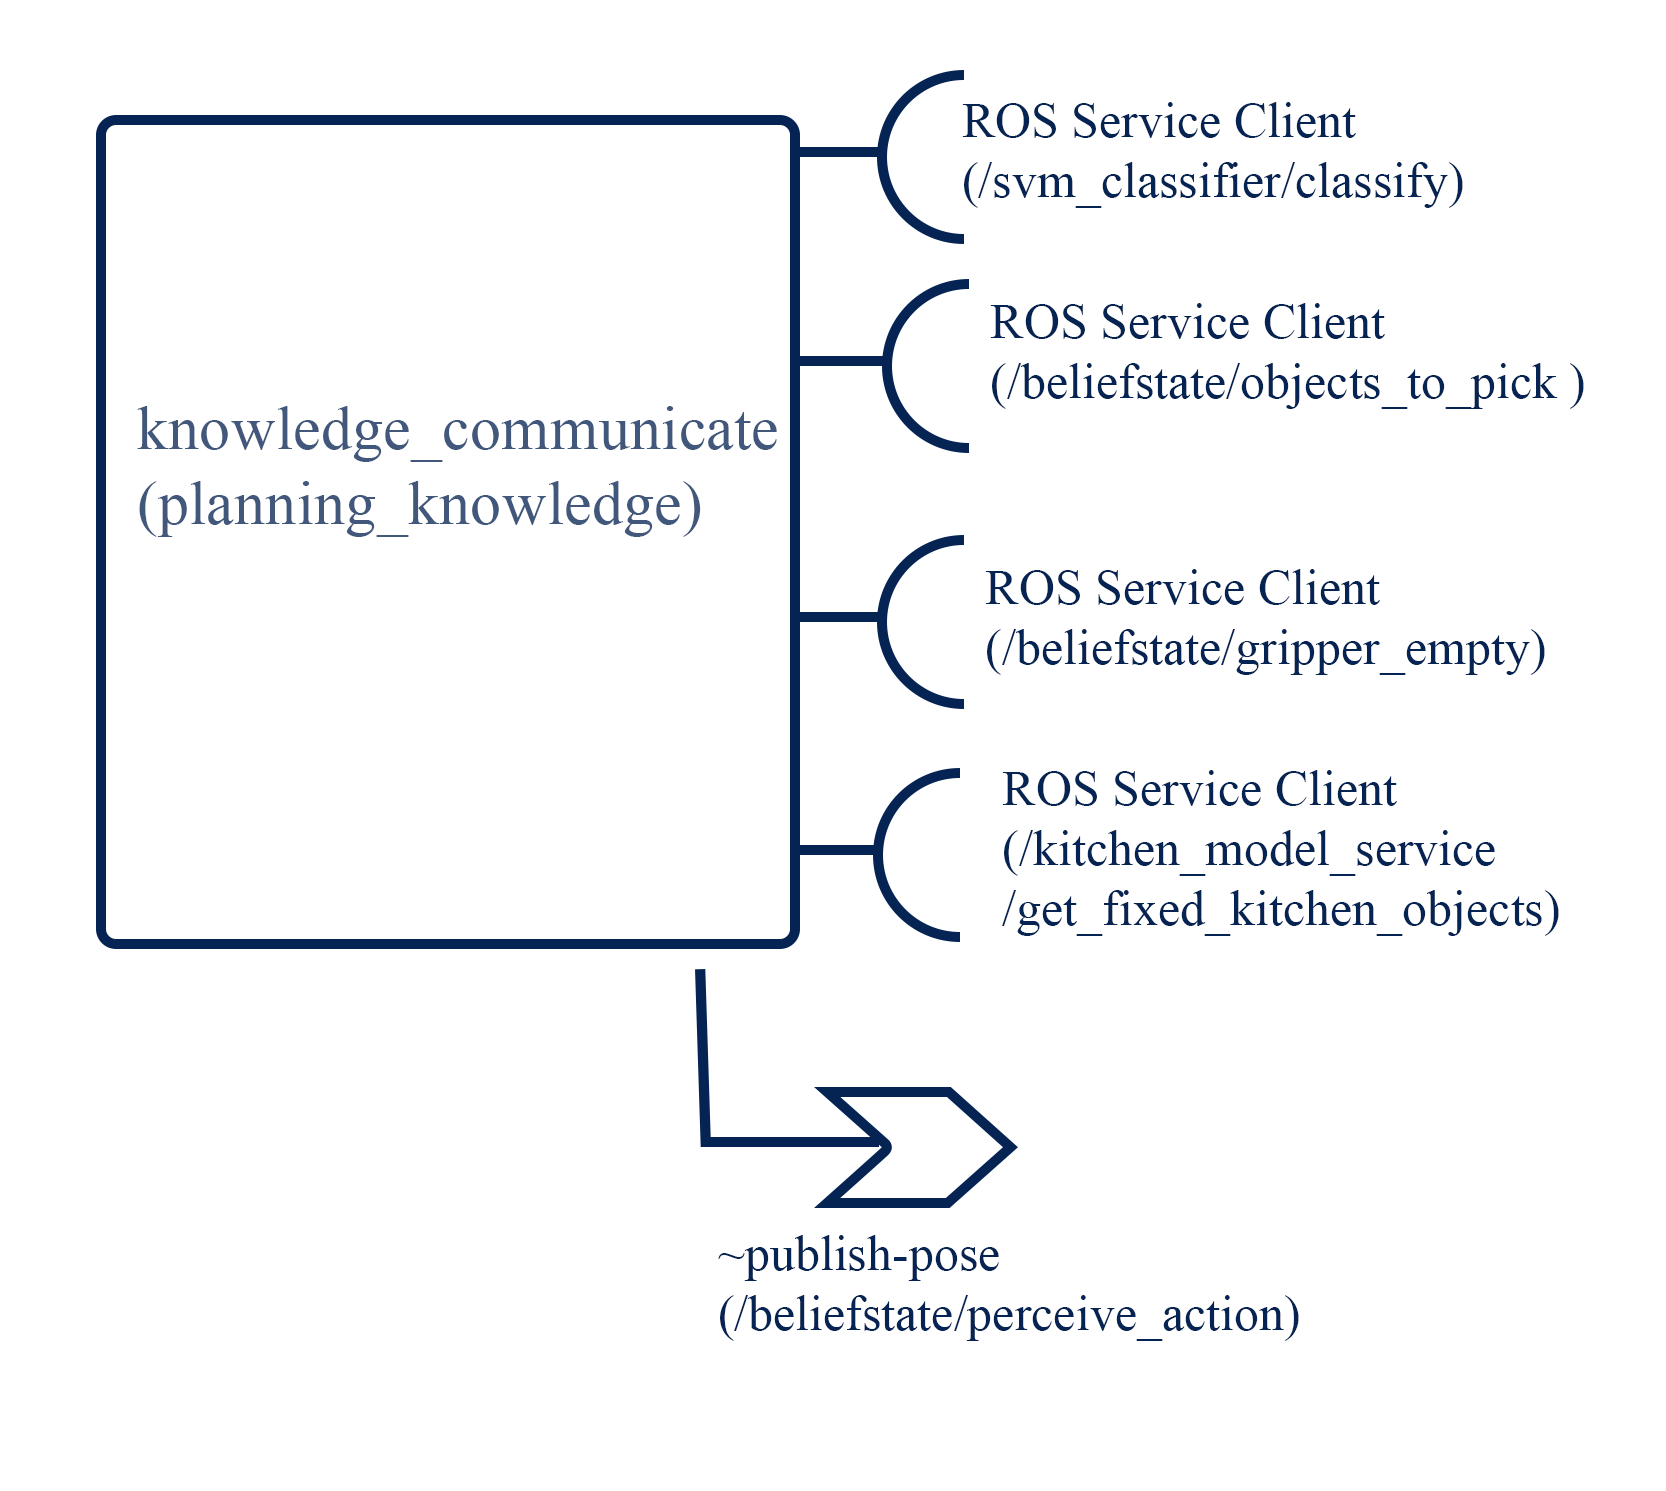 ROS Service Client
(/svm_classifier/classify)
ROS Service Client
(/beliefstate/objects_to_pick )
knowledge_communicate
(planning_knowledge)
ROS Service Client
(/beliefstate/gripper_empty)
ROS Service Client
(/kitchen_model_service
/get_fixed_kitchen_objects)
~publish-pose
(/beliefstate/perceive_action)